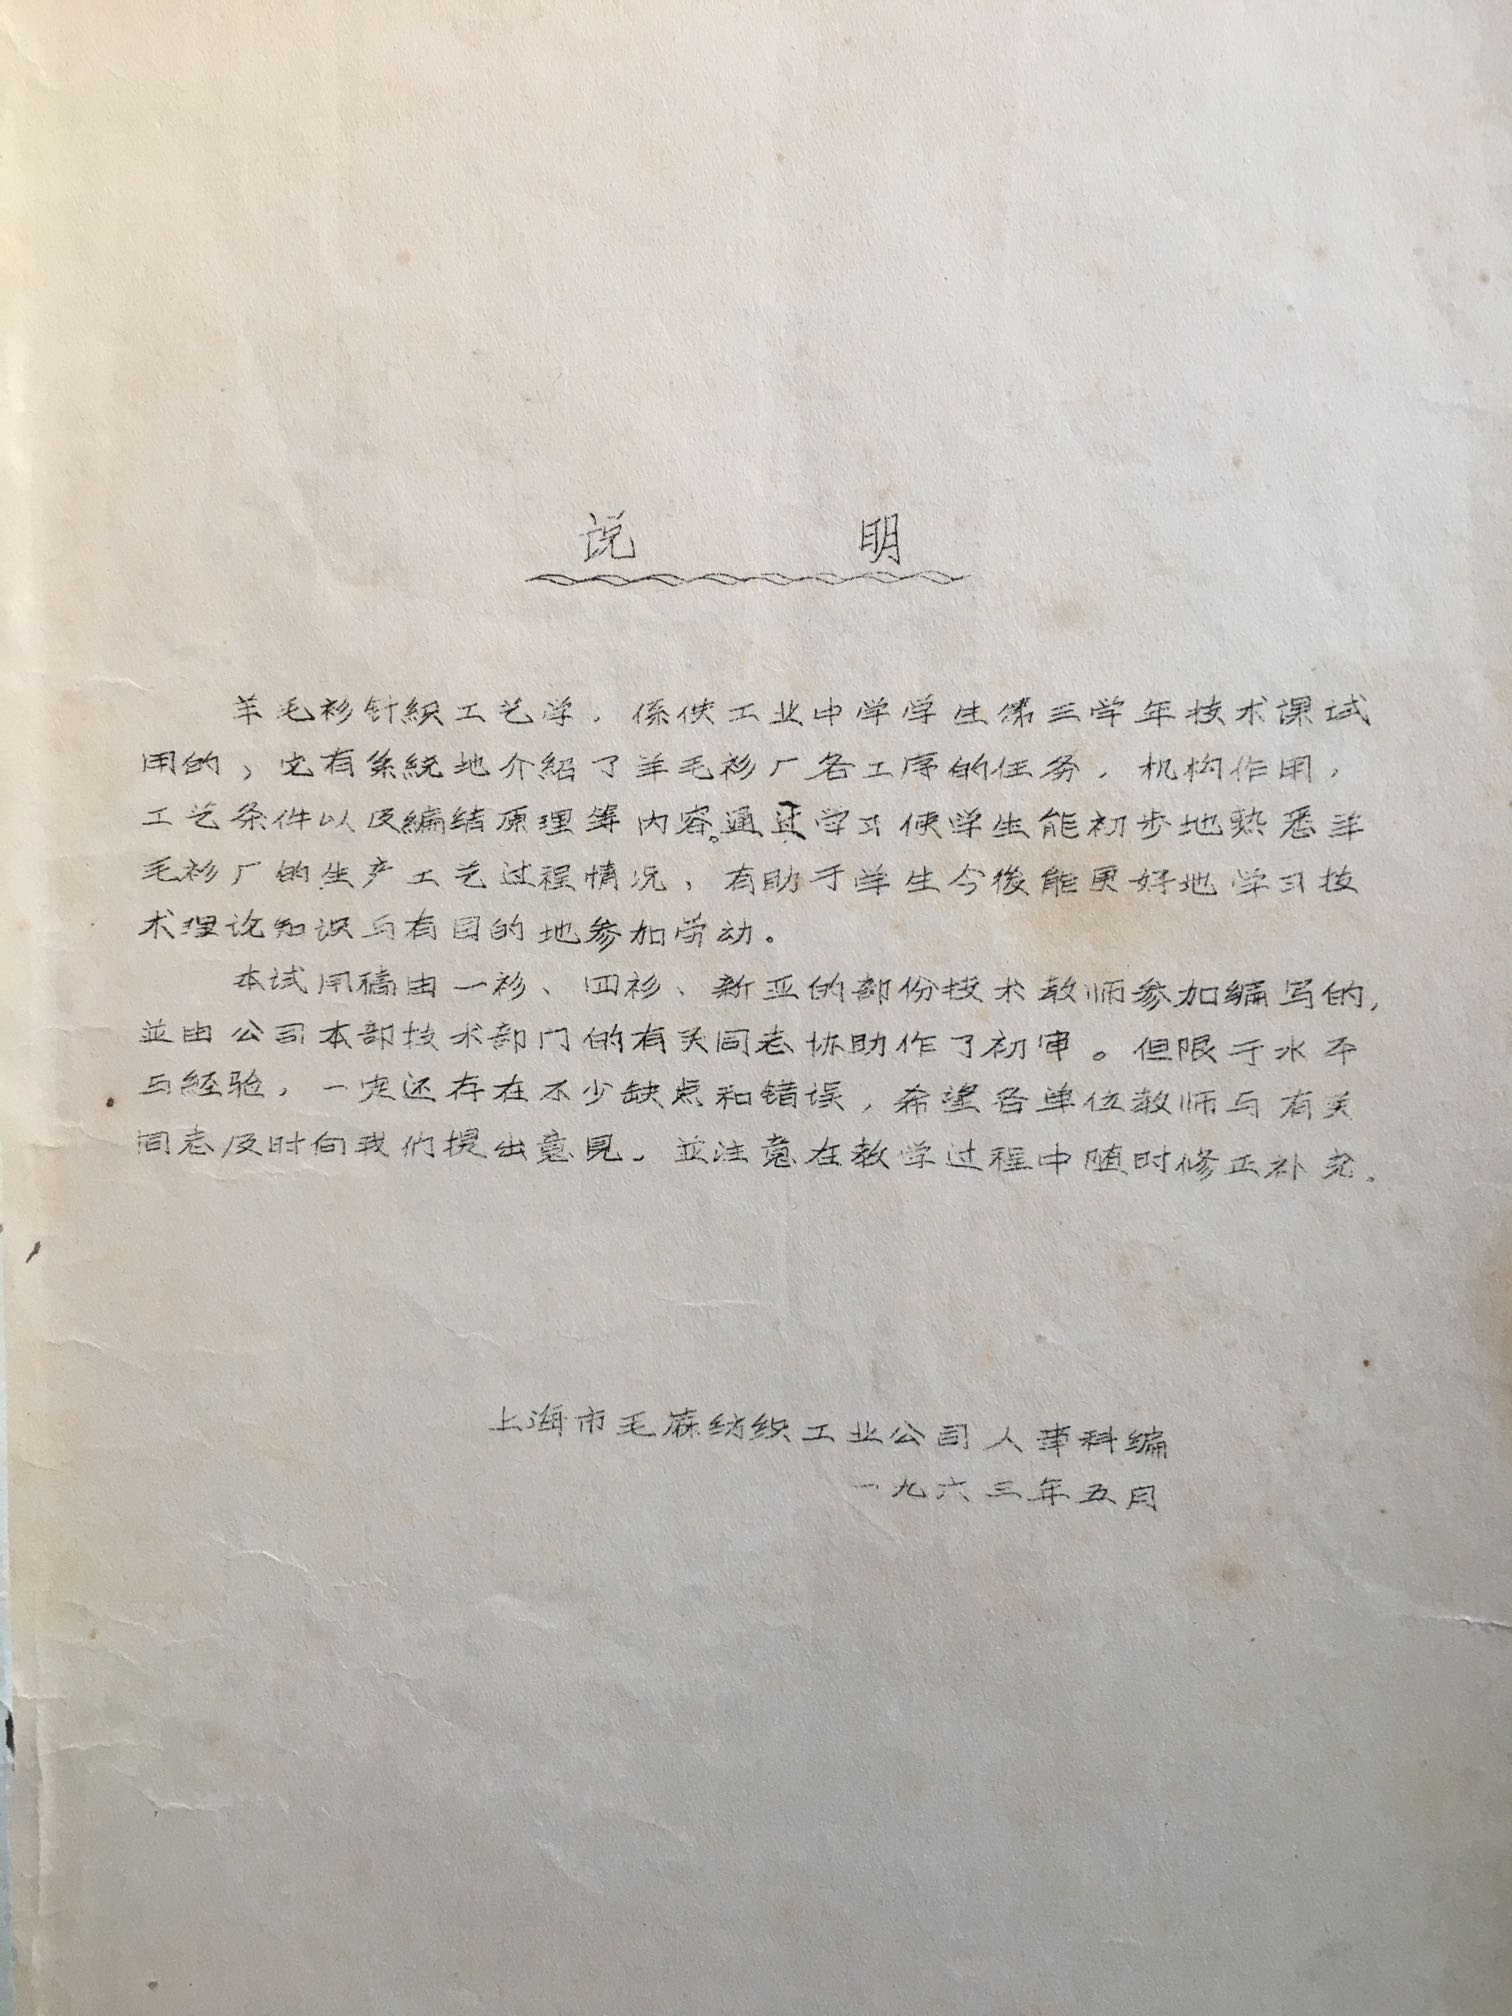 说明
羊毛衫针織工艺学，係供工业中学学生第三学年技术课试
用的，它有系統地介紹了羊毛衫厂各工序的任务，机构作用，
工艺条件以及编结原理等内容。通过学习使学生能初步地熟悉羊
毛衫厂的生产工艺过程情况，有助于学生今後能更好地学习技
术理论知识与有目的地参加劳动。
本试用稿由一衫、四衫、新亚的部份技术教师参加编写的，
並由公司本部技术部门的有关同志协助作了初审。但限于水平
与经验，一定还存在不少缺点和错误，希望各单位教师与有关
同志及时向我们提出意见，並注意在教学过程中随时修正补充。
上海市毛麻纺织工业公司人事科编
一九六三年五月